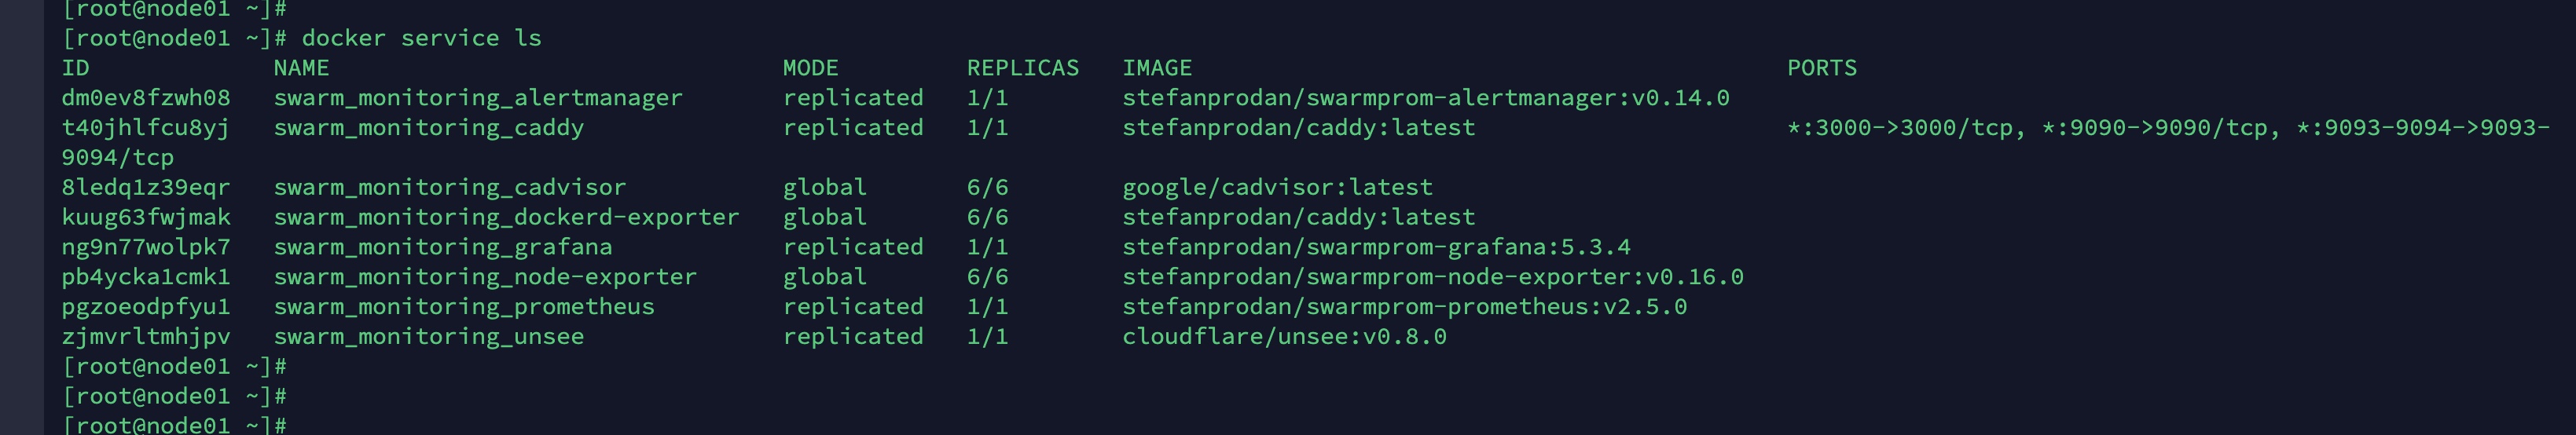 [root@node01 ~]#
[root@node01 ~]# docker service ls
ID             NAME                                MODE         REPLICAS   IMAGE                                          PORTS
dm0ev8fzwh08   swarm_monitoring_alertmanager       replicated   1/1        stefanprodan/swarmprom-alertmanager:v0.14.0
t40jhlfcu8yj   swarm_monitoring_caddy              replicated   1/1        stefanprodan/caddy:latest                      *:3000->3000/tcp, *:9090->9090/tcp, *:9093-9094->9093-
9094/tcp
8ledq1z39eqr   swarm_monitoring_cadvisor           global       6/6        google/cadvisor:latest
kuug63fwjmak   swarm_monitoring_dockerd-exporter   global       6/6        stefanprodan/caddy:latest
ng9n77wolpk7   swarm_monitoring_grafana            replicated   1/1        stefanprodan/swarmprom-grafana:5.3.4
pb4ycka1cmk1   swarm_monitoring_node-exporter      global       6/6        stefanprodan/swarmprom-node-exporter:v0.16.0
pgzoeodpfyu1   swarm_monitoring_prometheus         replicated   1/1        stefanprodan/swarmprom-prometheus:v2.5.0
zjmvrltmhjpv   swarm_monitoring_unsee              replicated   1/1        cloudflare/unsee:v0.8.0
[root@node01 ~]#
[root@node01 ~]#
[root@node01 ~]#